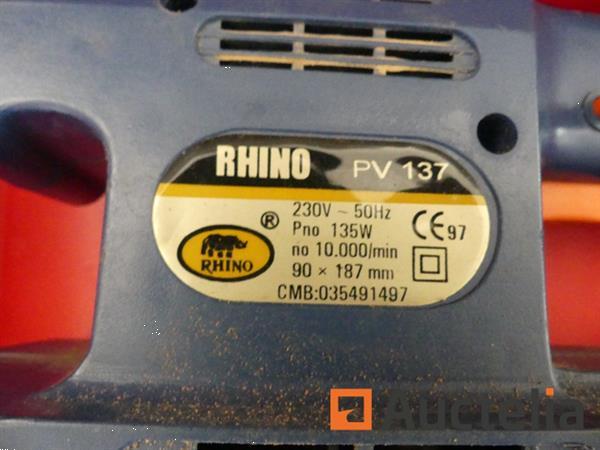 RHINO PV 137
230V ~ 50Hz
Pno 135W
no 10.000/min
90 × 187 mm
CMB:035491497
CE 97
®
RHINO
Auctelia